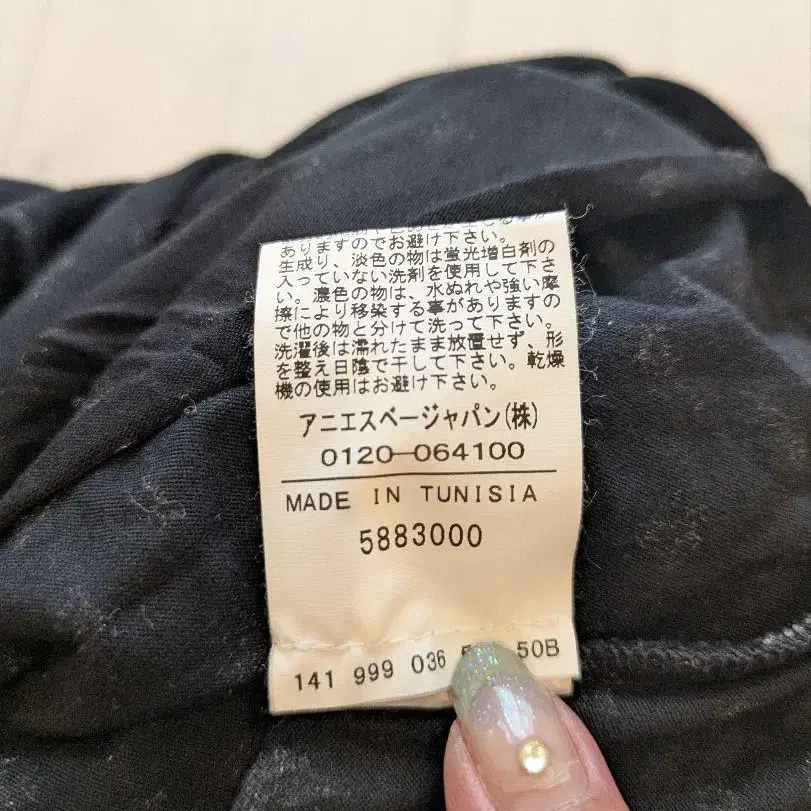 ありますのでお避け下さい。
生成り、淡色の物は蛍光増白剤の
入っていない洗剤を使用して下さ
い。濃色の物は、水ぬれや強い摩
擦により移染する事がありますの
で他の物と分けて洗って下さい。
洗濯後は濡れたまま放置せず、形
を整え日陰で干して下さい。乾燥
機の使用はお避け下さい。
アニエスベージャパン(株)
0120-064100
MADE IN TUNISIA
5883000
141 999 036 50B